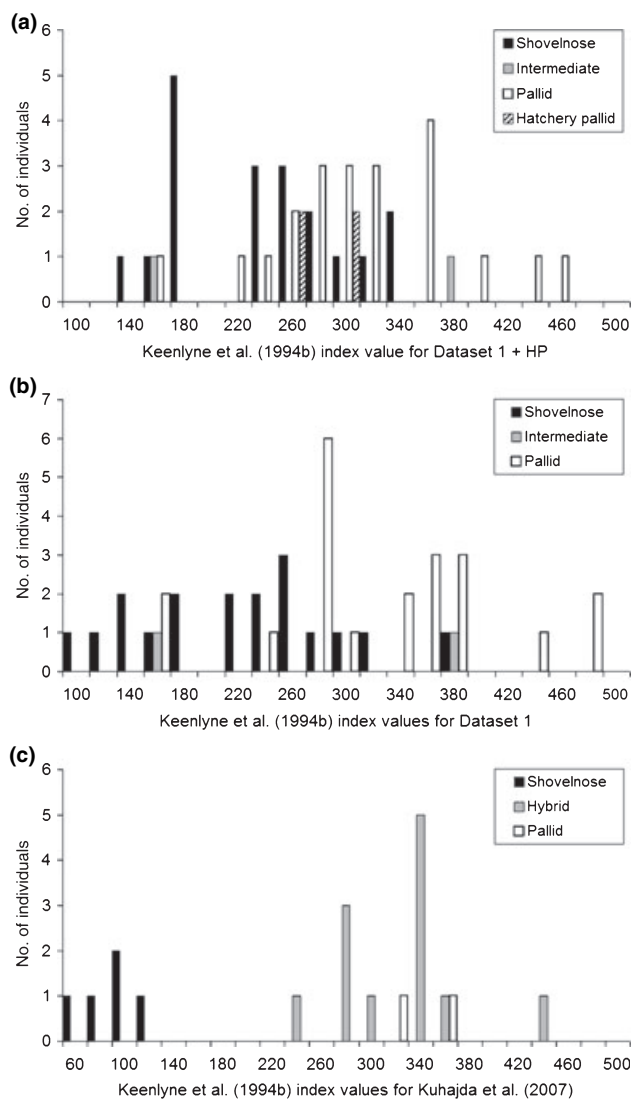 (a)
6
5
4
3
2
1
0
No. of individuals
Shovelnose
Intermediate
Pallid
Hatchery pallid
100 140 180 220 260 300 340 380 420 460 500
Keenlyne et al. (1994b) index value for Dataset 1 + HP
(b)
7
6
5
4
3
2
1
0
No. of individuals
Shovelnose
Intermediate
Pallid
100 140 180 220 260 300 340 380 420 460 500
Keenlyne et al. (1994b) index values for Dataset 1
(c)
6
5
4
3
2
1
0
No. of individuals
Shovelnose
Hybrid
Pallid
60 100 140 180 220 260 300 340 380 420 460 500
Keenlyne et al. (1994b) index values for Kuhajda et al. (2007)